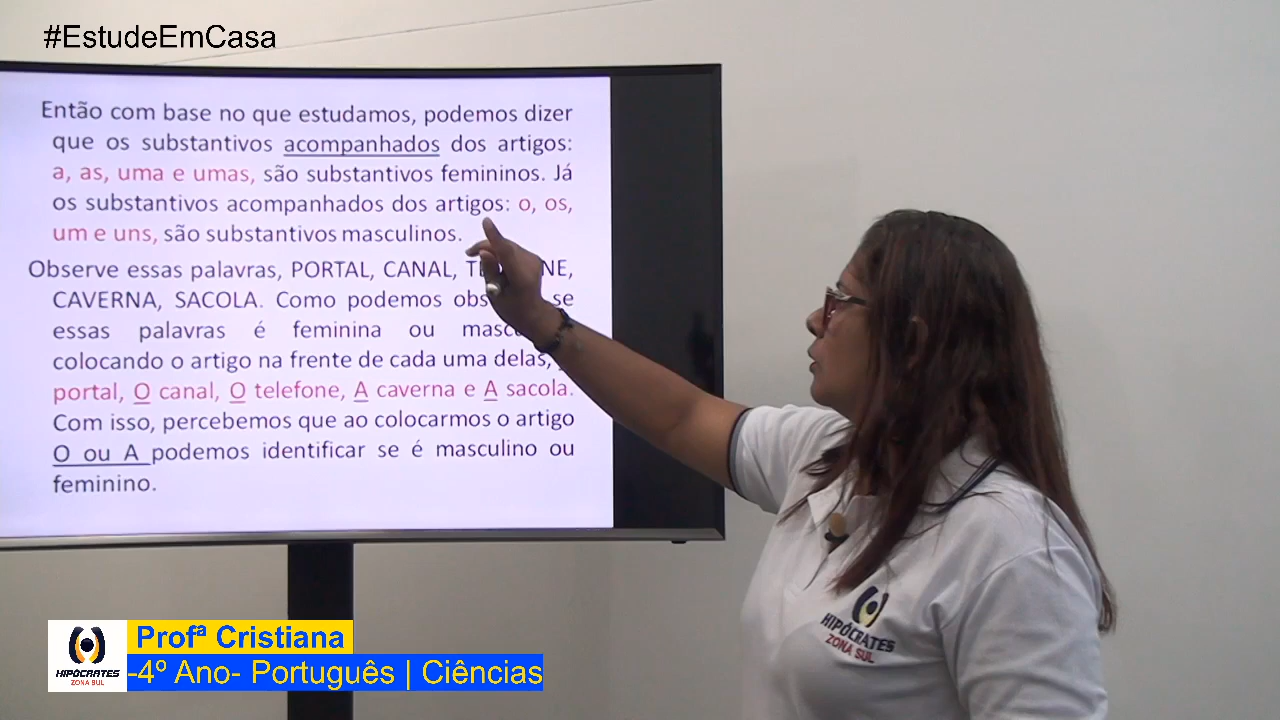 #EstudeEmCasa
Então com base no que estudamos, podemos dizer
que os substantivos acompanhados dos artigos:
a, as, uma e umas, são substantivos femininos. Já
os substantivos acompanhados dos artigos: o, os,
um e uns, são substantivos masculinos.
Observe essas palavras, PORTAL, CANAL,
CAVERNA, SACOLA. Como podemos se
essas palavras é feminina ou
colocando o artigo na frente de cada uma delas,
portal, O canal, O telefone, A caverna e A sacola.
Com isso, percebemos que ao colocarmos o artigo
O ou A podemos identificar se é masculino ou
feminino.
HIPÓCRATES
ZONA SUL
Profª Cristiana
-4º Ano- Português | Ciências
HIPÓCRATES
ZONA SUL